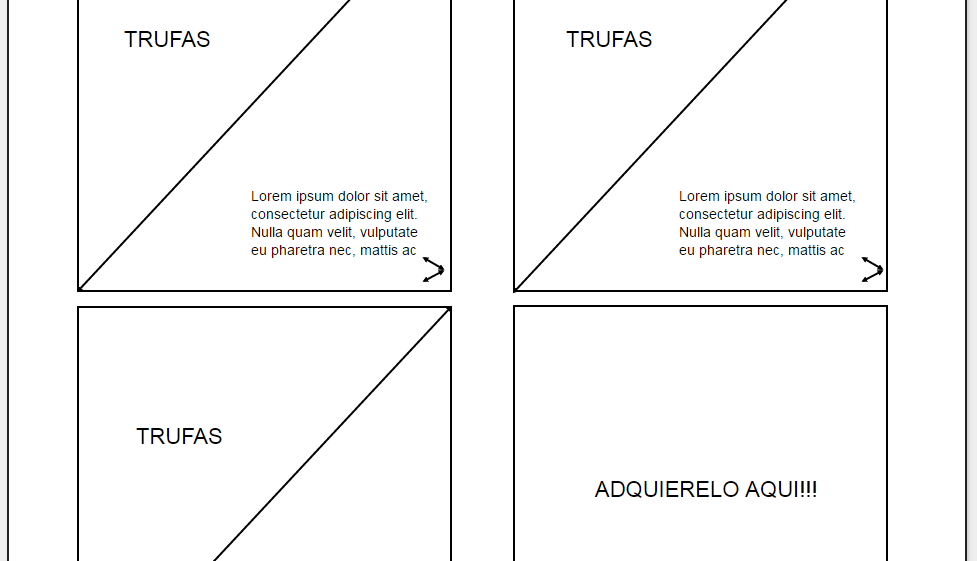 TRUFAS
Lorem ipsum dolor sit amet,
consectetur adipiscing elit.
Nulla quam velit, vulputate
eu pharetra nec, mattis ac
TRUFAS
Lorem ipsum dolor sit amet,
consectetur adipiscing elit.
Nulla quam velit, vulputate
eu pharetra nec, mattis ac
TRUFAS
ADQUIERELO AQUI!!!